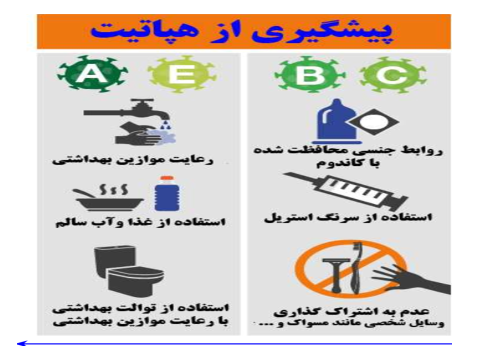 پیشگیری از هپاتیت
B C
روابط جنسی محافظت شده
با کاندوم
استفاده از سرنگ استریل
عدم به اشتراک گذاری
وسایل شخصی مانند مسواک و ...
A E
رعایت موازین بهداشتی
استفاده از غذا وآب سالم
استفاده از توالت بهداشتی
با رعایت موازین بهداشتی